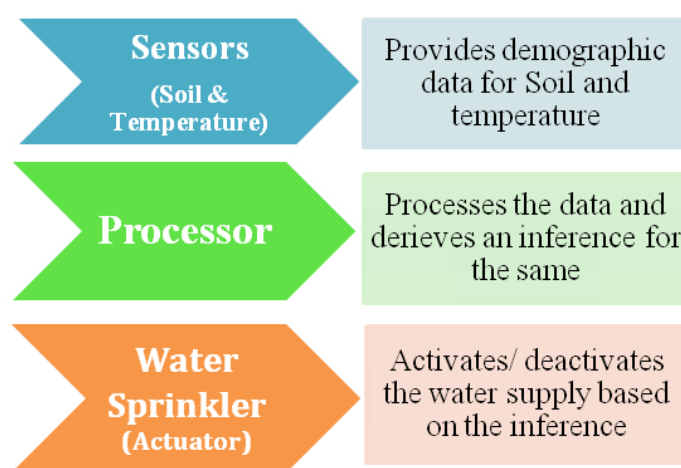 Sensors
(Soil &
Temperature)
Provides demographic
data for Soil and
temperature
Processor
Processes the data and
derieves an inference for
the same
Water
Sprinkler
(Actuator)
Activates/ deactivates
the water supply based
on the inference